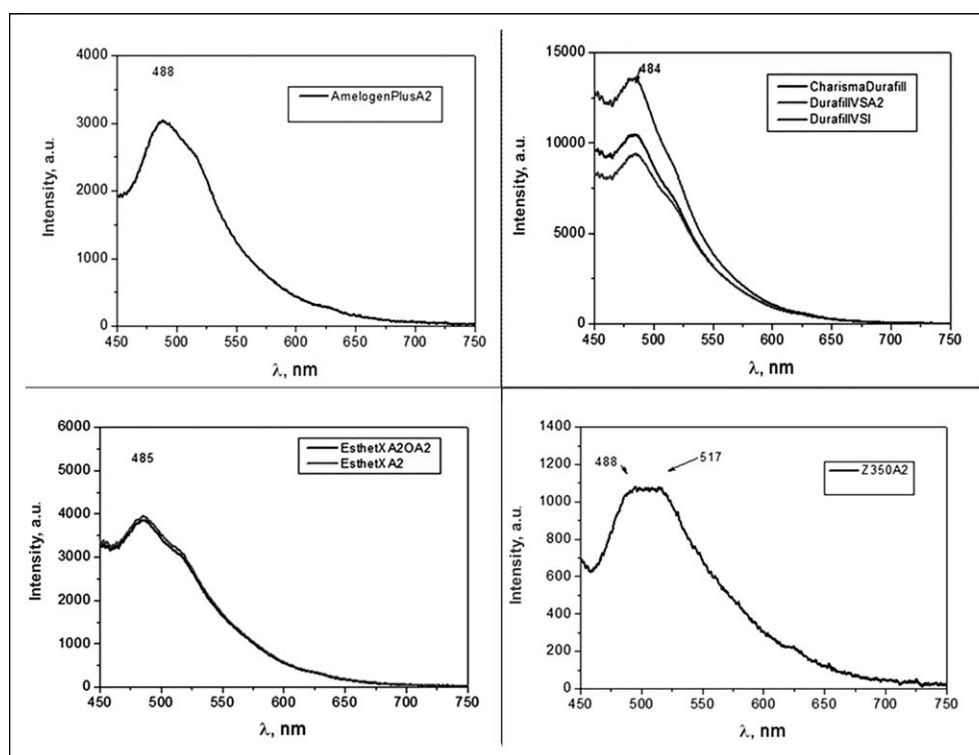 4000
3000
2000
1000
0
Intensity, a.u.
488
AmelogenPlusA2
450 500 550 600 650 700 750
λ, nm
15000
10000
5000
0
Intensity, a.u.
484
CharismaDurafill
DurafillVSA2
DurafillVSI
450 500 550 600 650 700 750
λ, nm
6000
5000
4000
3000
2000
1000
0
Intensity, a.u.
485
EsthetXA2OA2
EsthetXA2
450 500 550 600 650 700 750
λ, nm
1400
1200
1000
800
600
400
200
0
Intensity, a.u.
488 517
Z350A2
450 500 550 600 650 700 750
λ, nm